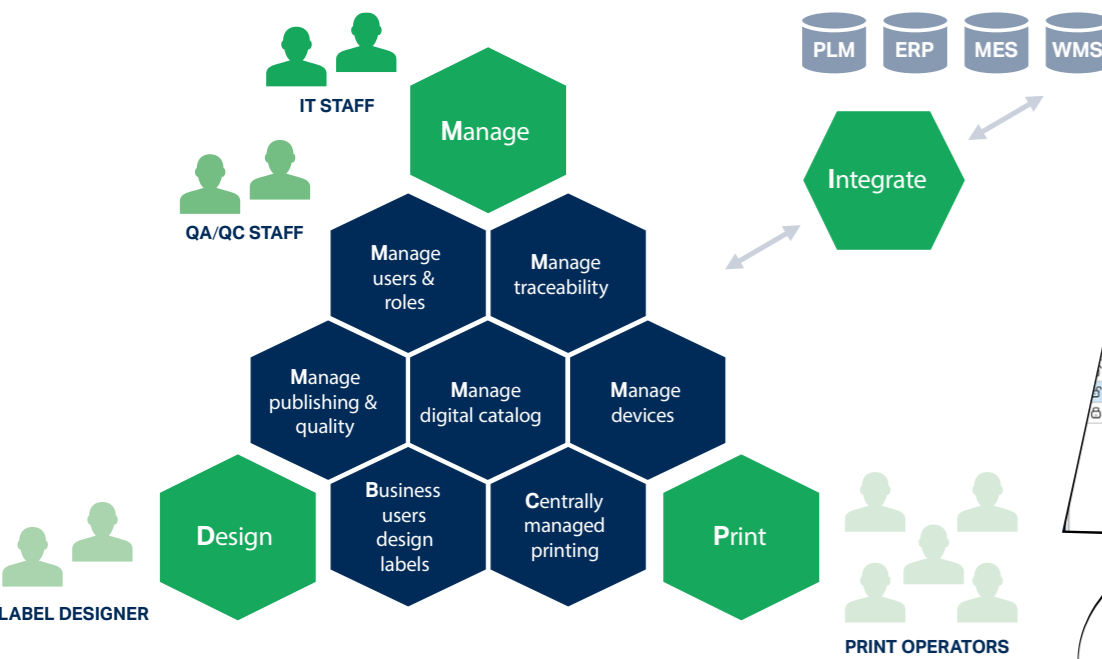 PLM
ERP
MES
WMS
IT STAFF
Manage
Integrate
QA/QC STAFF
Manage
users &
roles
Manage
traceability
Manage
publishing &
quality
Manage
digital catalog
Manage
devices
Design
Business
users
design
labels
Centrally
managed
printing
Print
LABEL DESIGNER
PRINT OPERATORS